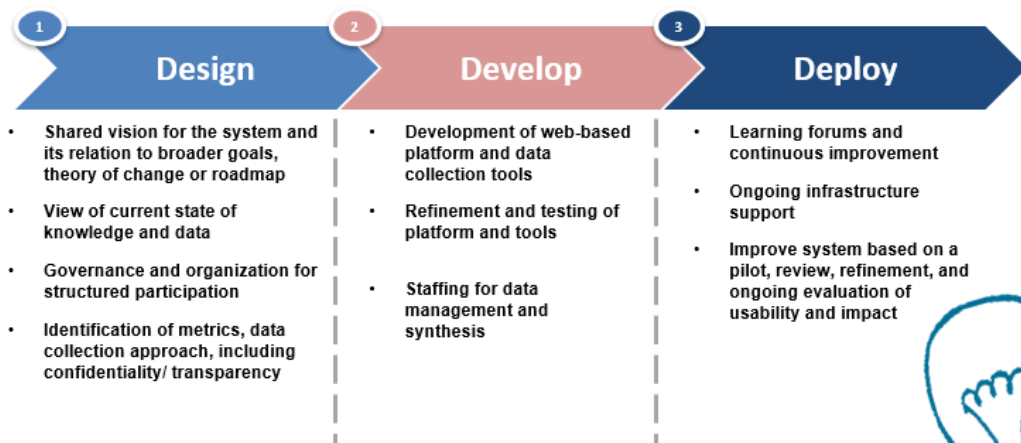 1
Design
• Shared vision for the system and
its relation to broader goals,
theory of change or roadmap
• View of current state of
knowledge and data
• Governance and organization for
structured participation
• Identification of metrics, data
collection approach, including
confidentiality/ transparency
2
Develop
• Development of web-based
platform and data
collection tools
• Refinement and testing of
platform and tools
• Staffing for data
management and
synthesis
3
Deploy
• Learning forums and
continuous improvement
• Ongoing infrastructure
support
• Improve system based on a
pilot, review, refinement, and
ongoing evaluation of
usability and impact